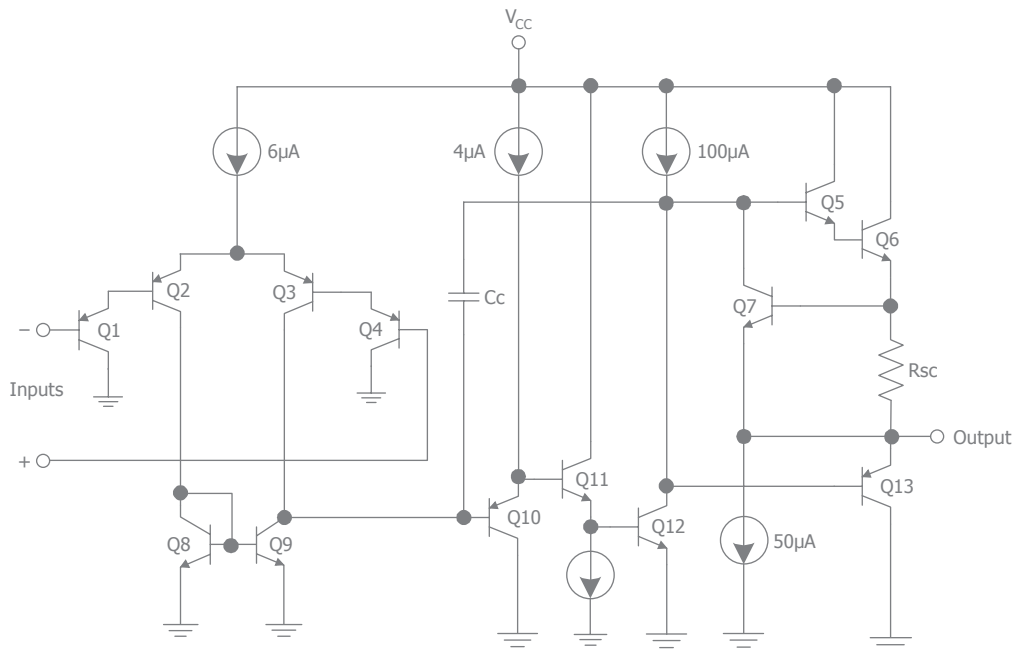 VCC
6µA
4µA
100µA
Q5
Q6
Q2
Q3
Cc
Q7
Q1
Q4
−
Rsc
Inputs
Output
+
Q11
Q13
Q10
Q12
Q8
Q9
50µA